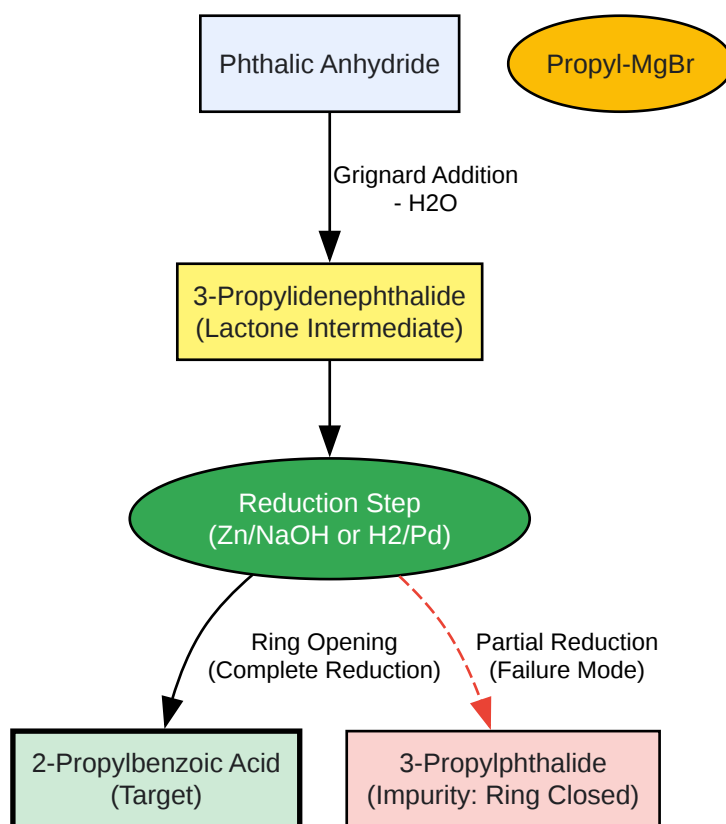 Phthalic Anhydride
Propyl-MgBr
Grignard Addition
- H2O
3-Propylidenephthalide
(Lactone Intermediate)
Reduction Step
(Zn/NaOH or H2/Pd)
Ring Opening
(Complete Reduction)
Partial Reduction
(Failure Mode)
2-Propylbenzoic Acid
(Target)
3-Propylphthalide
(Impurity: Ring Closed)